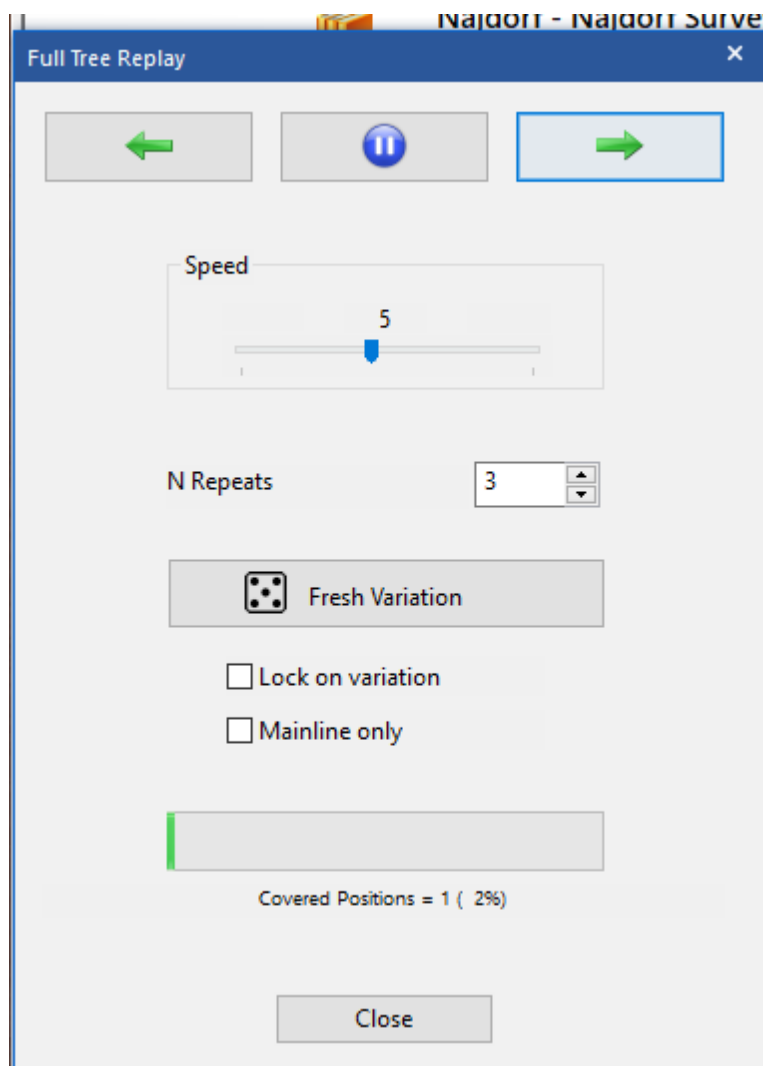 Najdorf - Najdorf Surve
Full Tree Replay
Speed
5
N Repeats
3
Fresh Variation
Lock on variation
Mainline only
Covered Positions = 1 (  2%)
Close